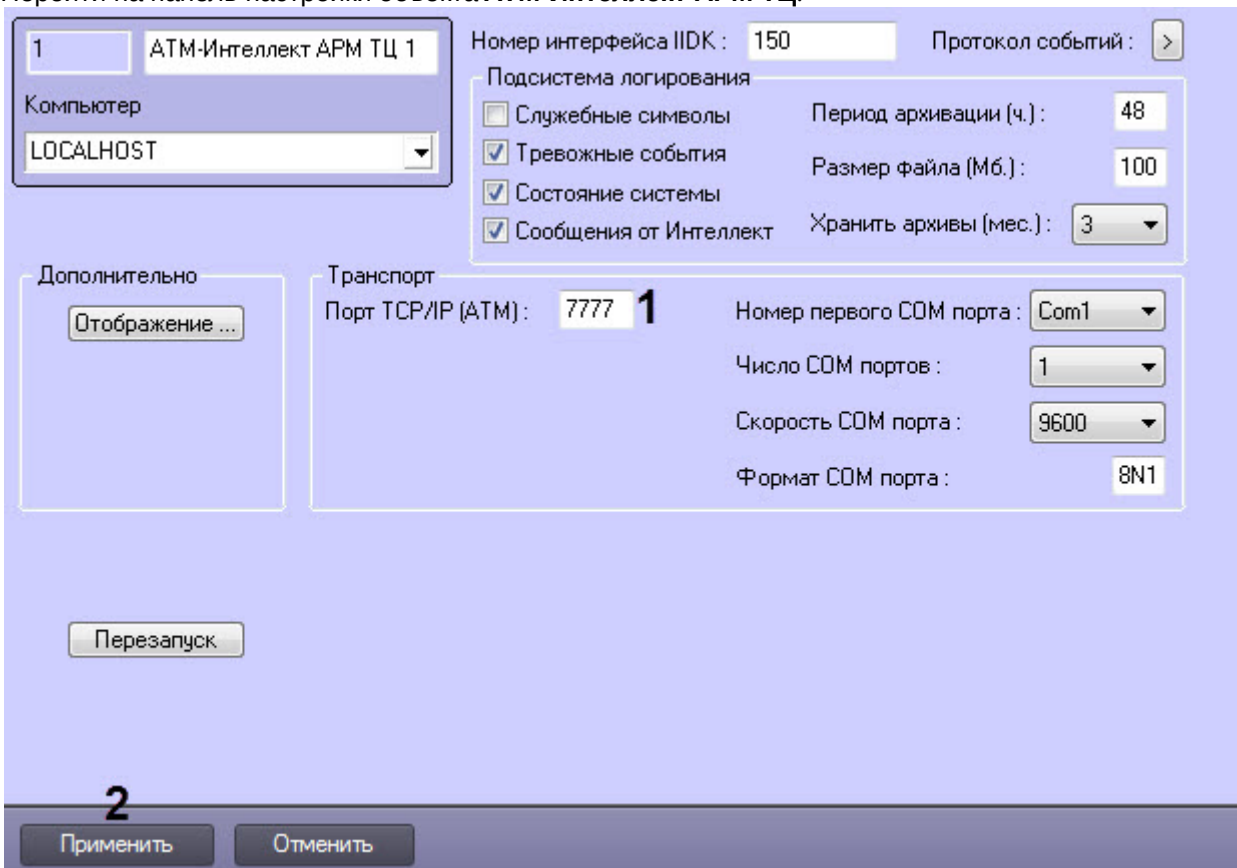 1 АТМ-Интеллект АРМ ТЦ 1
Компьютер
LOCALHOST
Номер интерфейса IIDK : 150 Протокол событий : >
Подсистема логирования
Служебные символы
Тревожные события
Состояние системы
Сообщения от Интеллект
Период архивации (ч.) : 48
Размер файла (Мб.) : 100
Хранить архивы (мес.) : 3
Дополнительно
Отображение ...
Транспорт
Порт TCP/IP (ATM) : 7777 1
Номер первого COM порта : Com1
Число COM портов : 1
Скорость COM порта : 9600
Формат COM порта : 8N1
Перезапуск
2
Применить Отменить